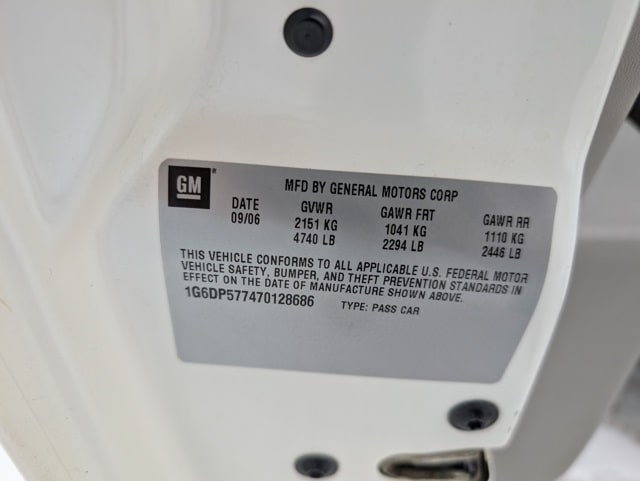 GM
MFD BY GENERAL MOTORS CORP
DATE GVWR GAWR FRT GAWR RR
09/06 2151 KG 1041 KG 1110 KG
4740 LB 2294 LB 2446 LB
THIS VEHICLE CONFORMS TO ALL APPLICABLE U.S. FEDERAL MOTOR
VEHICLE SAFETY, BUMPER, AND THEFT PREVENTION STANDARDS IN
EFFECT ON THE DATE OF MANUFACTURE SHOWN ABOVE.
1G6DP577470128686 TYPE: PASS CAR